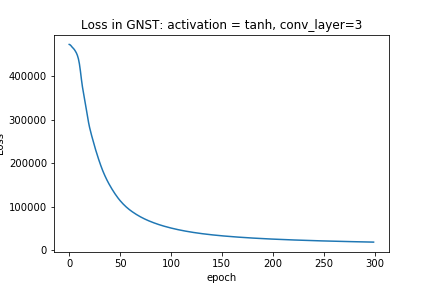 Loss in GNST: activation = tanh, conv_layer=3
400000
300000
200000
100000
0
Loss
0 50 100 150 200 250 300
epoch